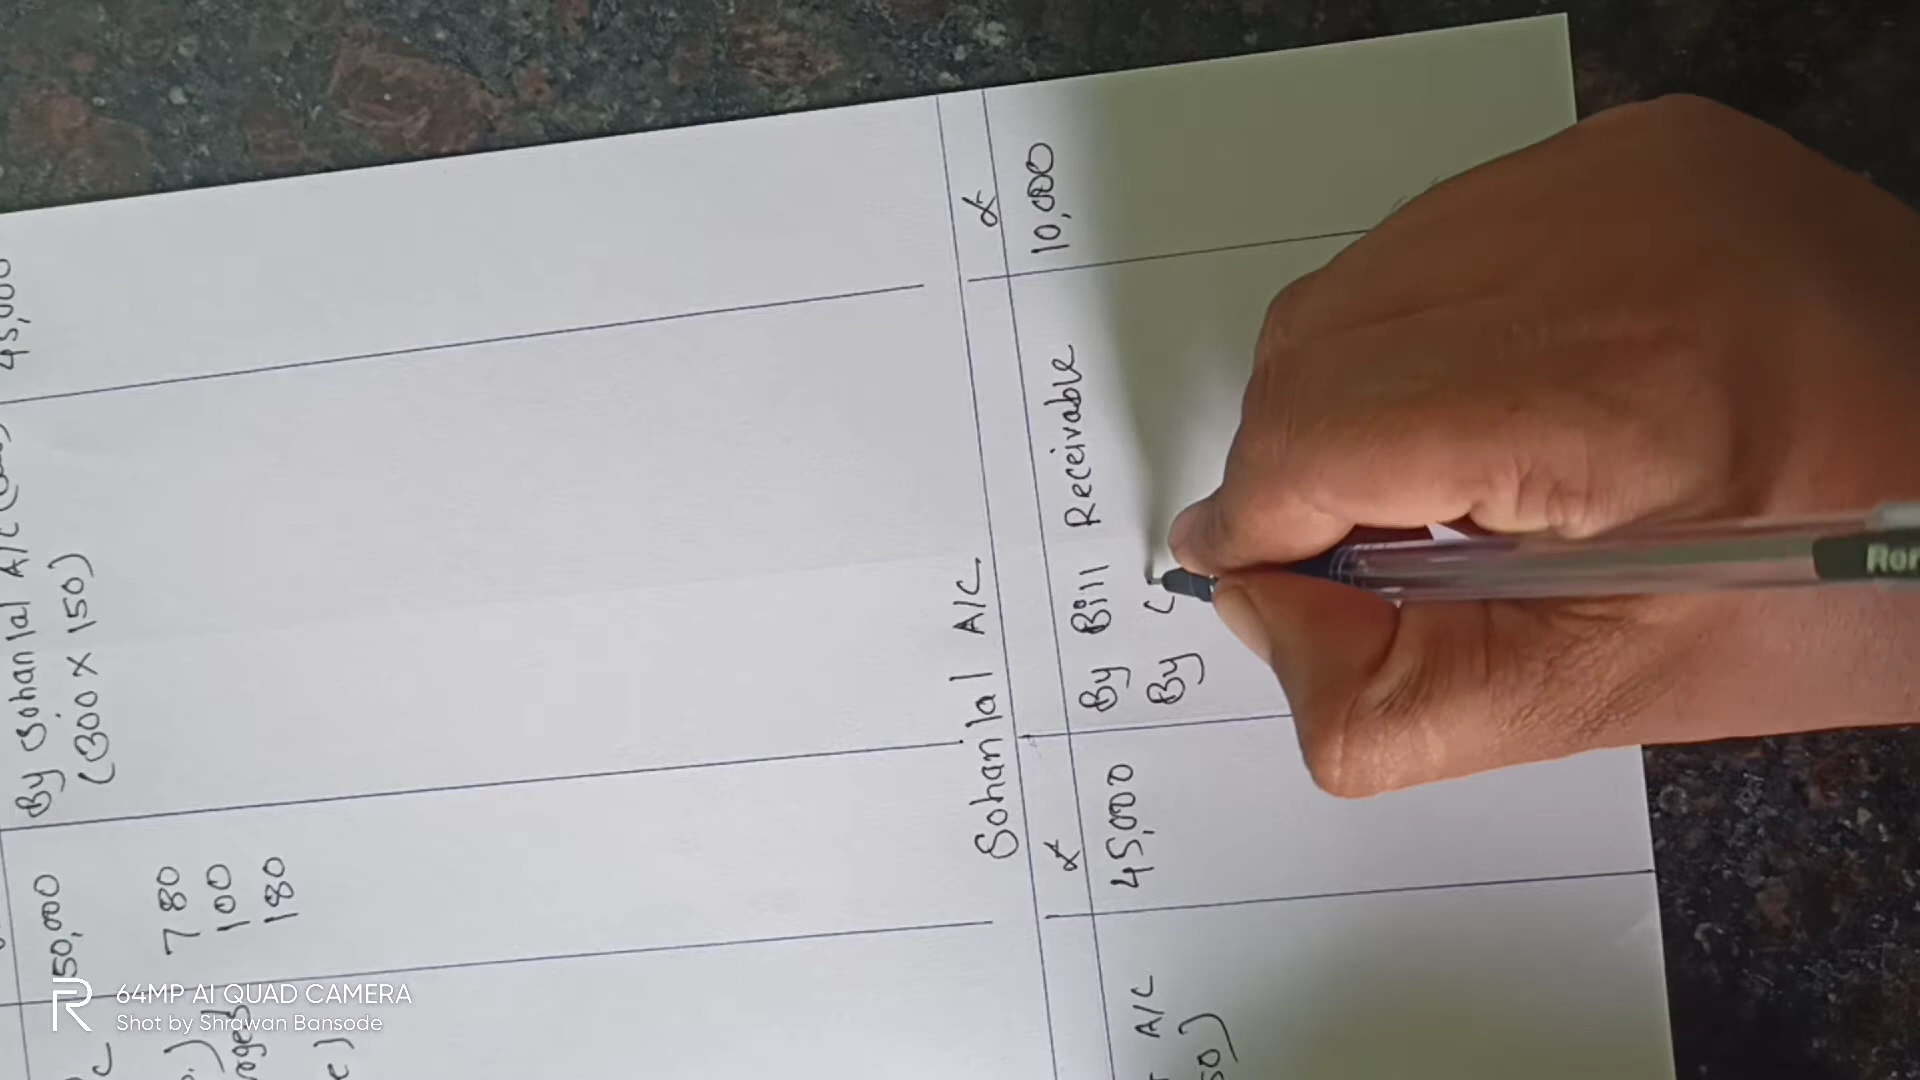 45,000
By Sohanlal A/C
(300 X 150)
150,000
780
100
180
Sohanlal A/C
₹
₹
A/C
45,000
By Bill Receivable
10,000
By C
50)
64MP AI QUAD CAMERA
Shot by Shrawan Bansode